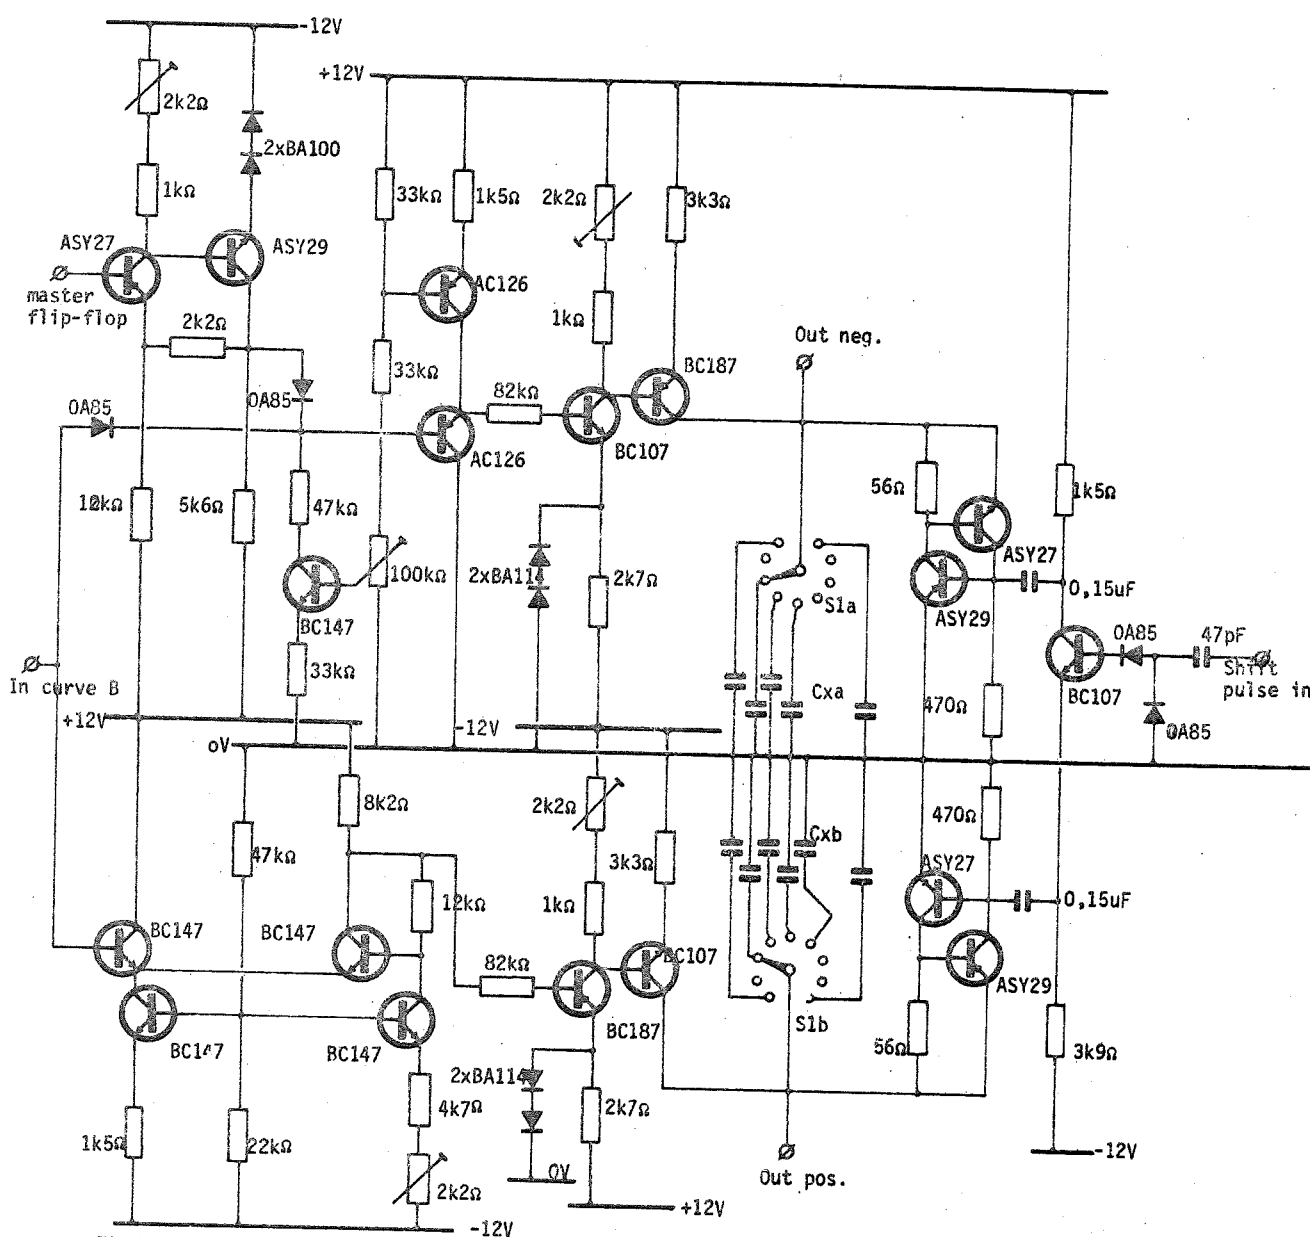 -12V
+12V
2k2Ω
2xBA100
1kΩ
33kΩ
1k5Ω
2k2Ω
3k3Ω
ASY27
ASY29
AC126
master
flip-flop
2k2Ω
1kΩ
Out neg.
33kΩ
BC187
OA85
OA85
82kΩ
BC107
AC126
56Ω
1k5Ω
5k6Ω
47kΩ
ASY27
100kΩ
2xBA114
2k7Ω
S1a
0,15uF
ASY29
BC147
OA85
47pF
Shift
pulse in
33kΩ
In curve B
Cxa
470Ω
BC107
+12V
-12V
OA85
0V
8k2Ω
2k2Ω
470Ω
47kΩ
Cxb
3k3Ω
ASY27
12kΩ
1kΩ
0,15uF
BC147
BC147
BC107
82kΩ
ASY29
BC187
S1b
BC147
BC147
56Ω
3k9Ω
2xBA114
4k7Ω
2k7Ω
1k5Ω
22kΩ
-12V
0V
Out pos.
2k2Ω
+12V
-12V